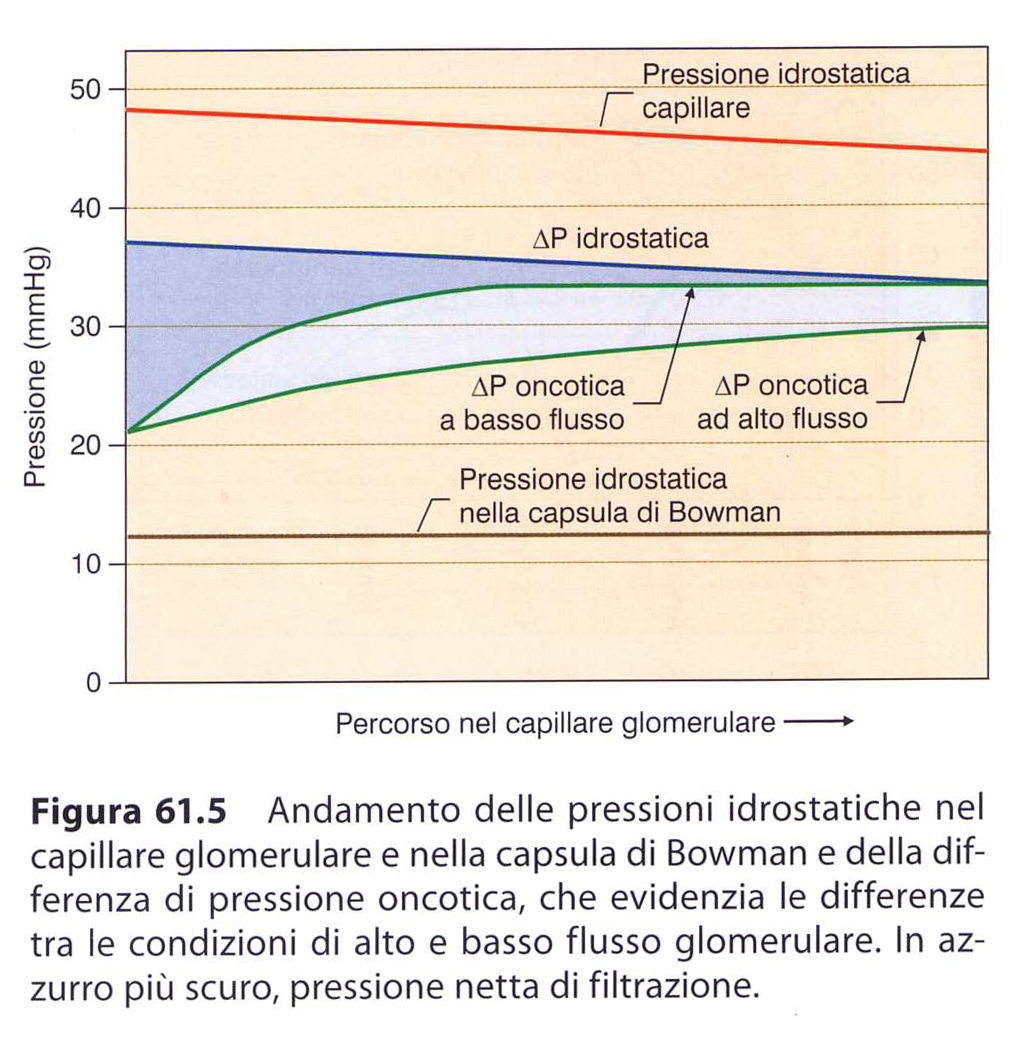 Pressione (mmHg)
50
40
30
20
10
0
Pressione idrostatica
capillare
ΔP idrostatica
ΔP oncotica
a basso flusso
ΔP oncotica
ad alto flusso
Pressione idrostatica
nella capsula di Bowman
Percorso nel capillare glomerulare
Figura 61.5 Andamento delle pressioni idrostatiche nel
capillare glomerulare e nella capsula di Bowman e della dif-
ferenza di pressione oncotica, che evidenzia le differenze
tra le condizioni di alto e basso flusso glomerulare. In az-
zurro più scuro, pressione netta di filtrazione.